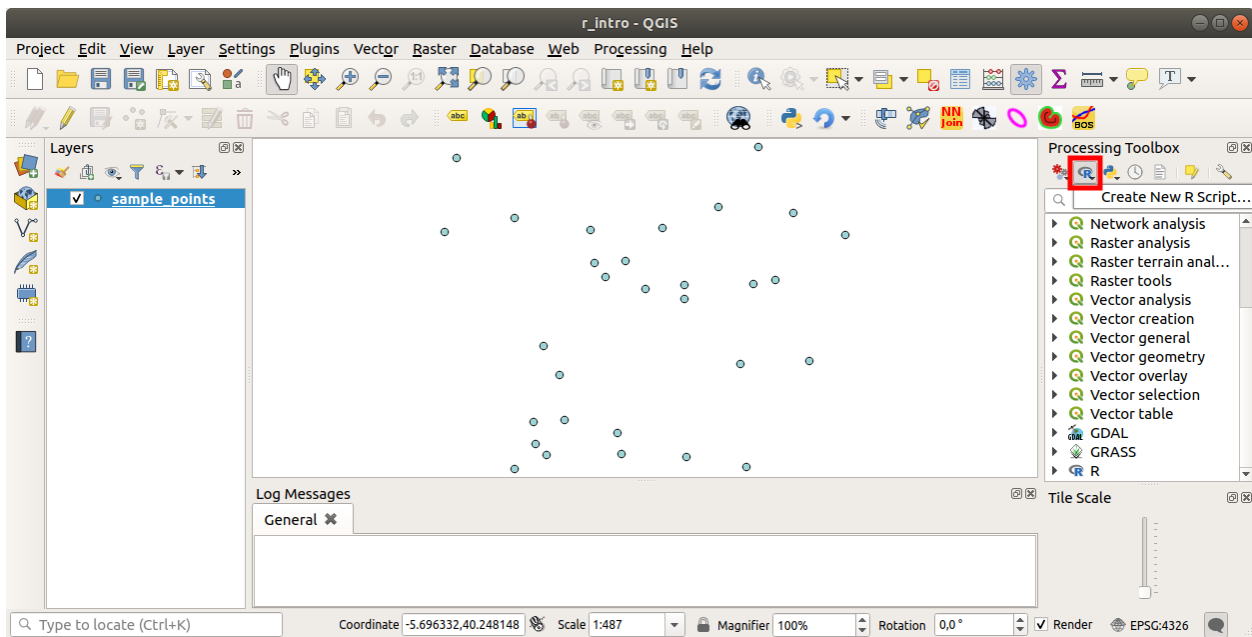 r_intro - QGIS
Project Edit View Layer Settings Plugins Vector Raster Database Web Processing Help
Layers
sample_points
Processing Toolbox
Create New R Script...
Network analysis
Raster analysis
Raster terrain anal...
Raster tools
Vector analysis
Vector creation
Vector general
Vector geometry
Vector overlay
Vector selection
Vector table
GDAL
GRASS
R
Log Messages
General
Tile Scale
Type to locate (Ctrl+K)
Coordinate -5.696332,40.248148 Scale 1:487 Magnifier 100% Rotation 0,0 ° Render EPSG:4326